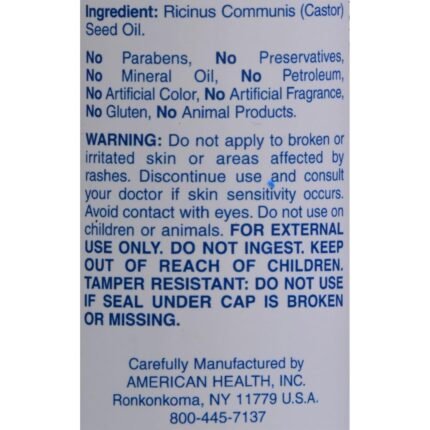 Ingredient: Ricinus Communis (Castor)
Seed Oil.
No Parabens, No Preservatives,
No Mineral Oil, No Petroleum,
No Artificial Color, No Artificial Fragrance,
No Gluten, No Animal Products.
WARNING: Do not apply to broken or
irritated skin or areas affected by
rashes. Discontinue use and consult
your doctor if skin sensitivity occurs.
Avoid contact with eyes. Do not use on
children or animals. FOR EXTERNAL
USE ONLY. DO NOT INGEST. KEEP
OUT OF REACH OF CHILDREN.
TAMPER RESISTANT: DO NOT USE
IF SEAL UNDER CAP IS BROKEN
OR MISSING.
Carefully Manufactured by
AMERICAN HEALTH, INC.
Ronkonkoma, NY 11779 U.S.A.
800-445-7137